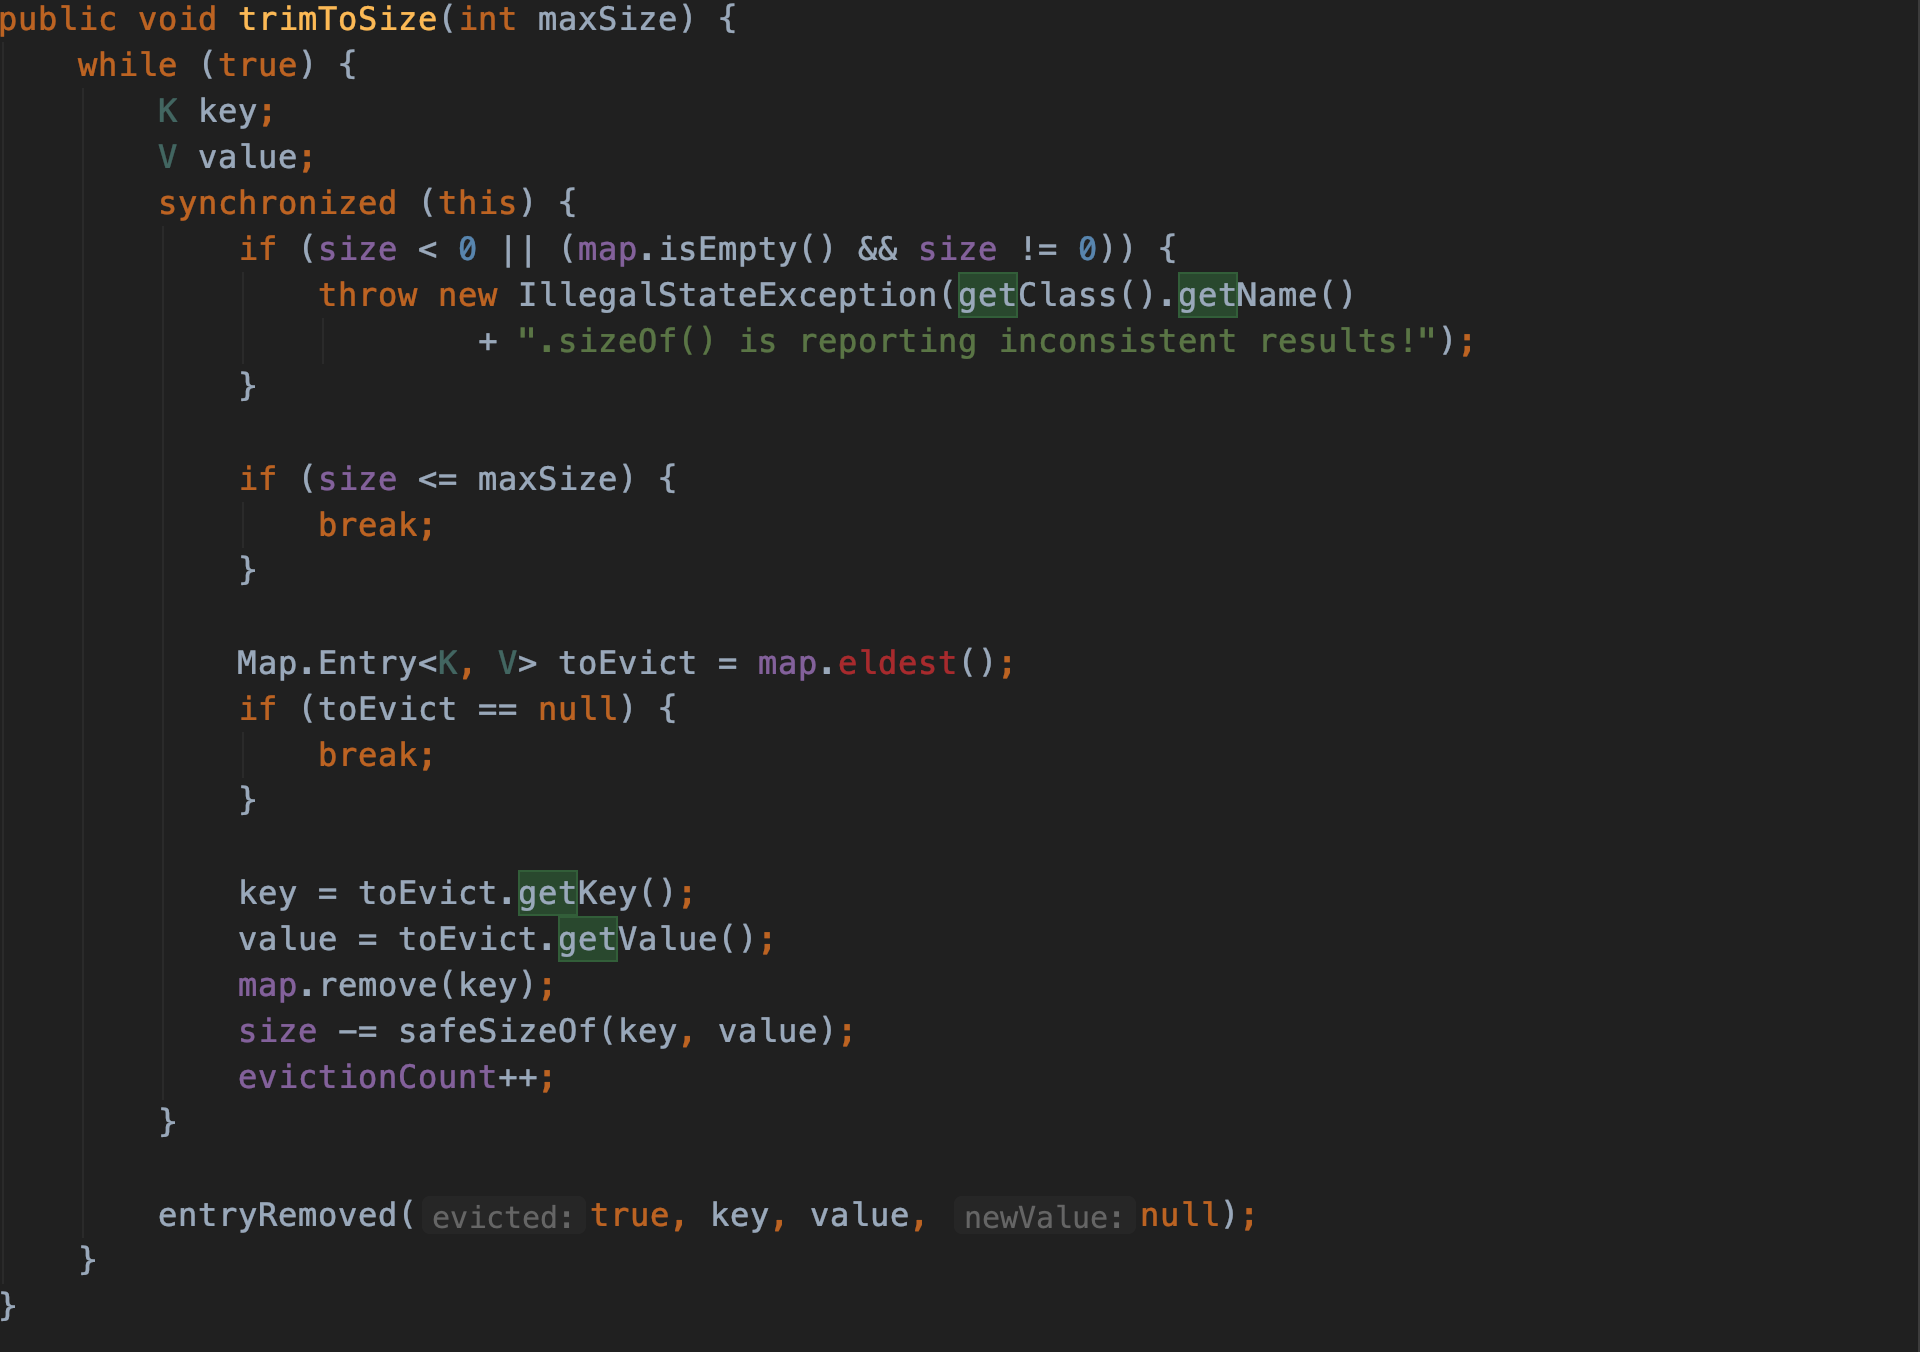 public void trimToSize(int maxSize) {
while (true) {
K key;
V value;
synchronized (this) {
if (size < 0 || (map.isEmpty() && size != 0)) {
throw new IllegalStateException(getClass().getName()
+ ".sizeOf() is reporting inconsistent results!");
}
if (size <= maxSize) {
break;
}
Map.Entry<K, V> toEvict = map.eldest();
if (toEvict == null) {
break;
}
key = toEvict.getKey();
value = toEvict.getValue();
map.remove(key);
size -= safeSizeOf(key, value);
evictionCount++;
}
entryRemoved( evicted: true, key, value, newValue: null);
}
}